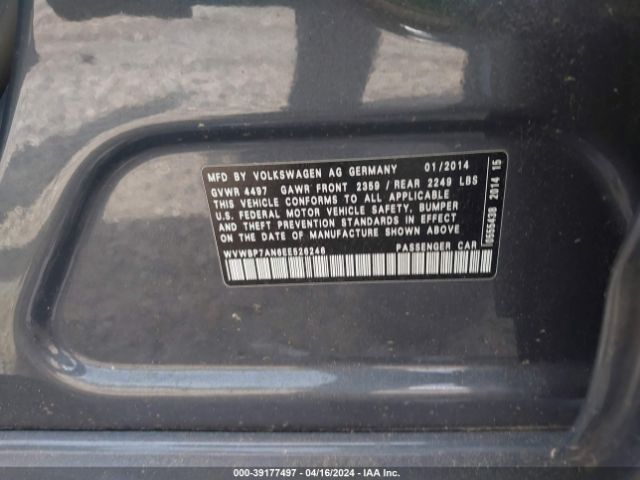 MFD BY VOLKSWAGEN AG GERMANY 01/2014
GVWR 4497 GAWR FRONT 2359 / REAR 2249 LBS
THIS VEHICLE CONFORMS TO ALL APPLICABLE
U.S. FEDERAL MOTOR VEHICLE SAFETY, BUMPER
AND THEFT PREVENTION STANDARDS IN EFFECT
ON THE DATE OF MANUFACTURE SHOWN ABOVE
WVWBP7AN6EE526246 PASSENGER CAR
2014 15
000-39177497 - 04/16/2024 - IAA Inc.